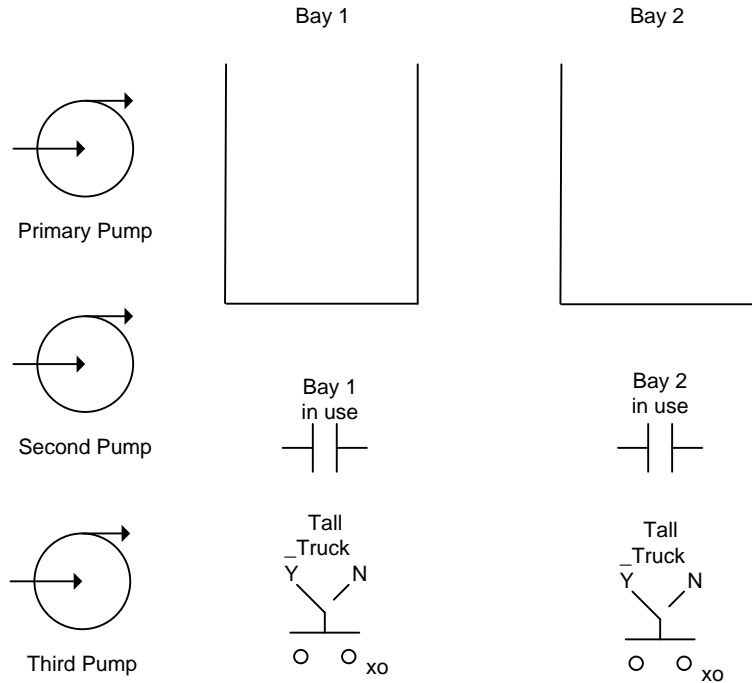 Bay 1
Bay 2
Primary Pump
Second Pump
Third Pump
Bay 1
in use
Bay 2
in use
Tall
_Truck
Y N
xo
Tall
_Truck
Y N
xo